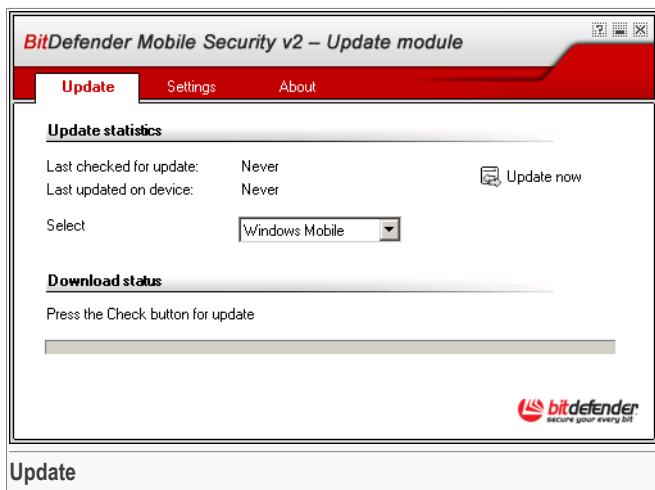 BitDefender Mobile Security v2 – Update module
?
Update Settings About
Update statistics
Last checked for update: Never
Update now
Last updated on device: Never
Select Windows Mobile
Download status
Press the Check button for update
bitdefender
secure your every bit
Update